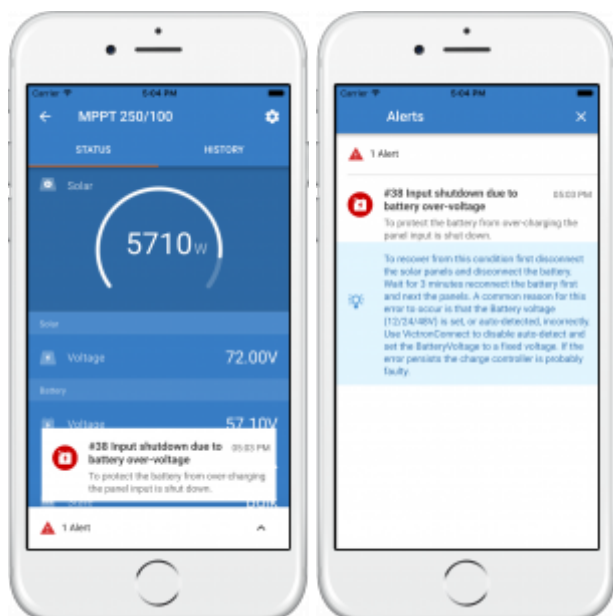 Carrier 5:04 PM
MPPT 250/100
STATUS HISTORY
Solar
5710W
Solar
Voltage 72.00V
Battery
Voltage 57.10V
#38 Input shutdown due to battery over-voltage 05:03 PM
To protect the battery from over-charging
the panel input is shut down.
1 Alert
Carrier 5:04 PM
Alerts
1 Alert
#38 Input shutdown due to 05:03 PM
battery over-voltage
To protect the battery from over-charging the
panel input is shut down.
To recover from this condition first disconnect
the solar panels and disconnect the battery.
Wait for 3 minutes reconnect the battery first
and next the panels. A common reason for this
error to occur is that the Battery voltage
(12/24/48V) is set, or auto-detected, incorrectly.
Use VictronConnect to disable auto-detect and
set the BatteryVoltage to a fixed voltage. If the
error persists the charge controller is probably
faulty.